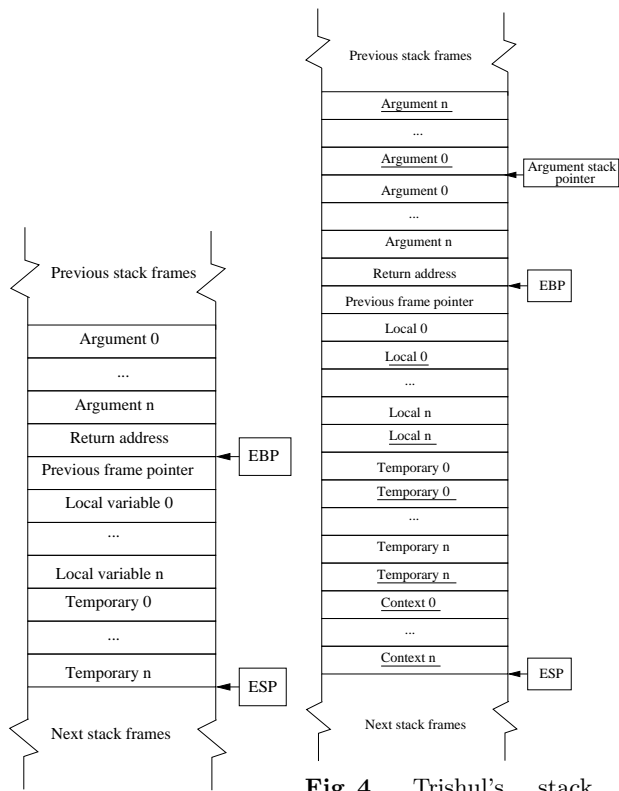 Previous stack frames
Argument 0
...
Argument n
Return address
EBP
Previous frame pointer
Local variable 0
...
Local variable n
Temporary 0
...
Temporary n
ESP
Next stack frames
Previous stack frames
Argument n
...
Argument 0
Argument stack
pointer
Argument 0
...
Argument n
Return address
EBP
Previous frame pointer
Local 0
Local 0
...
Local n
Local n
Temporary 0
Temporary 0
...
Temporary n
Temporary n
Context 0
...
Context n
ESP
Next stack frames
Fig. 4. Trishul's stack